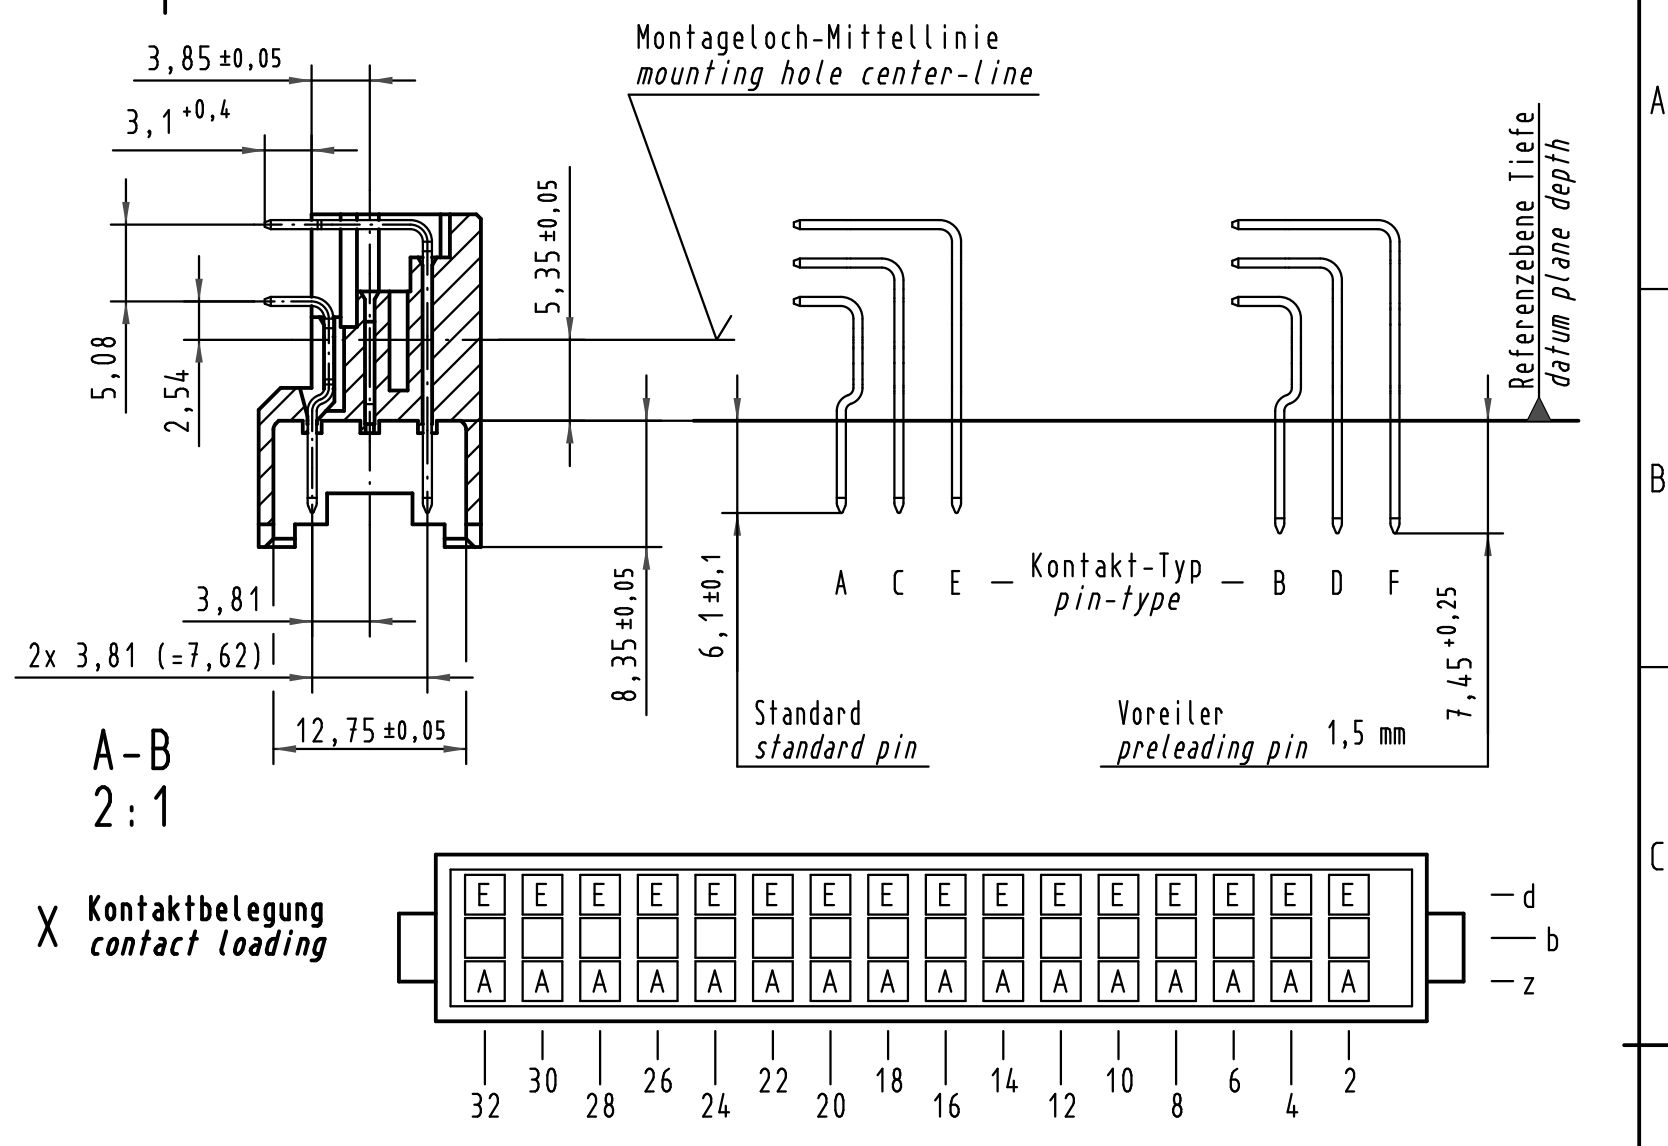 3,85 ±0,05
3,1 +0,4
5,08
2,54
5,35 ±0,05
Montageloch-Mittellinie
mounting hole center-line
Referenzebene Tiefe
datum plane depth
A
B
C
A C E – Kontakt-Typ – B D F
pin-type
6,1 ±0,1
8,35 ±0,05
7,45 +0,25
3,81
2x 3,81 (=7,62)
12,75 ±0,05
Standard
standard pin
Voreiler
preleading pin 1,5 mm
A-B
2:1
X Kontaktbelegung
contact loading
E E E E E E E E E E E E E E E E
A A A A A A A A A A A A A A A A
d
b
z
30 26 22 18 14 10 6 2
32 28 24 20 16 12 8 4